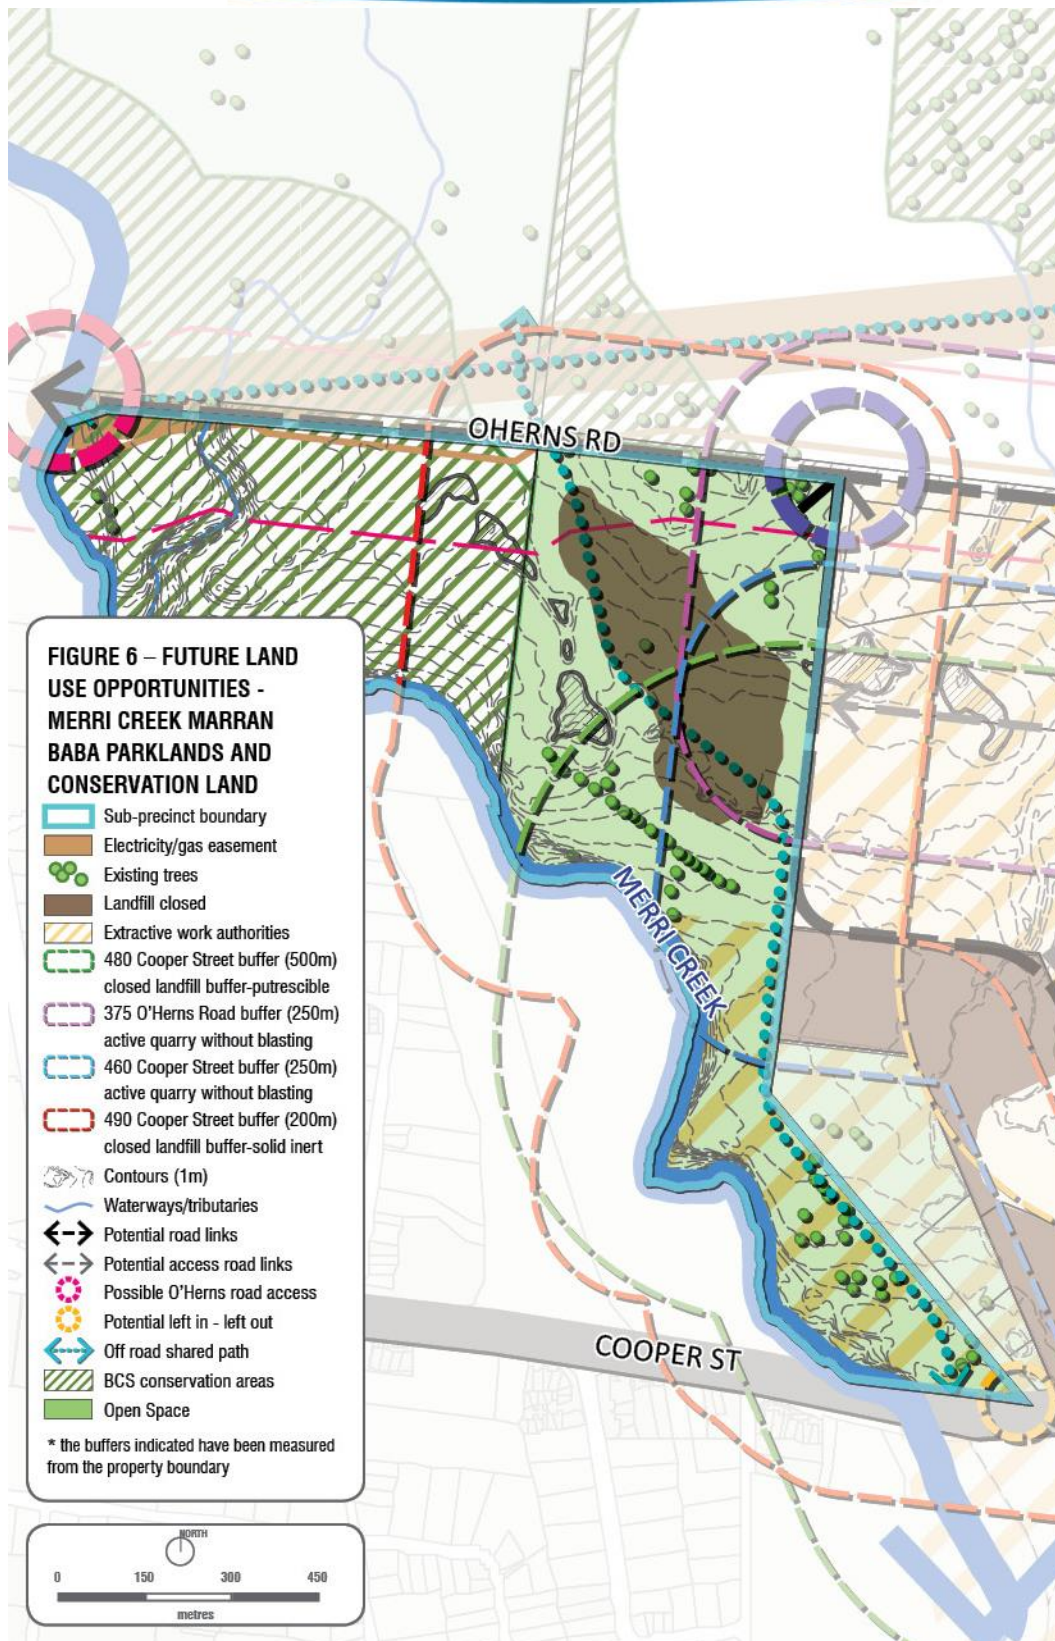 OHERNS RD
FIGURE 6 – FUTURE LAND
USE OPPORTUNITIES -
MERRI CREEK MARRAN
BABA PARKLANDS AND
CONSERVATION LAND
Sub-precinct boundary
Electricity/gas easement
Existing trees
Landfill closed
Extractive work authorities
480 Cooper Street buffer (500m)
closed landfill buffer-putrescible
375 O'Herns Road buffer (250m)
active quarry without blasting
460 Cooper Street buffer (250m)
active quarry without blasting
490 Cooper Street buffer (200m)
closed landfill buffer-solid inert
Contours (1m)
Waterways/tributaries
Potential road links
Potential access road links
Possible O'Herns road access
Potential left in - left out
Off road shared path
BCS conservation areas
Open Space
* the buffers indicated have been measured
from the property boundary
MERRI CREEK
COOPER ST
NORTH
0 150 300 450
metres